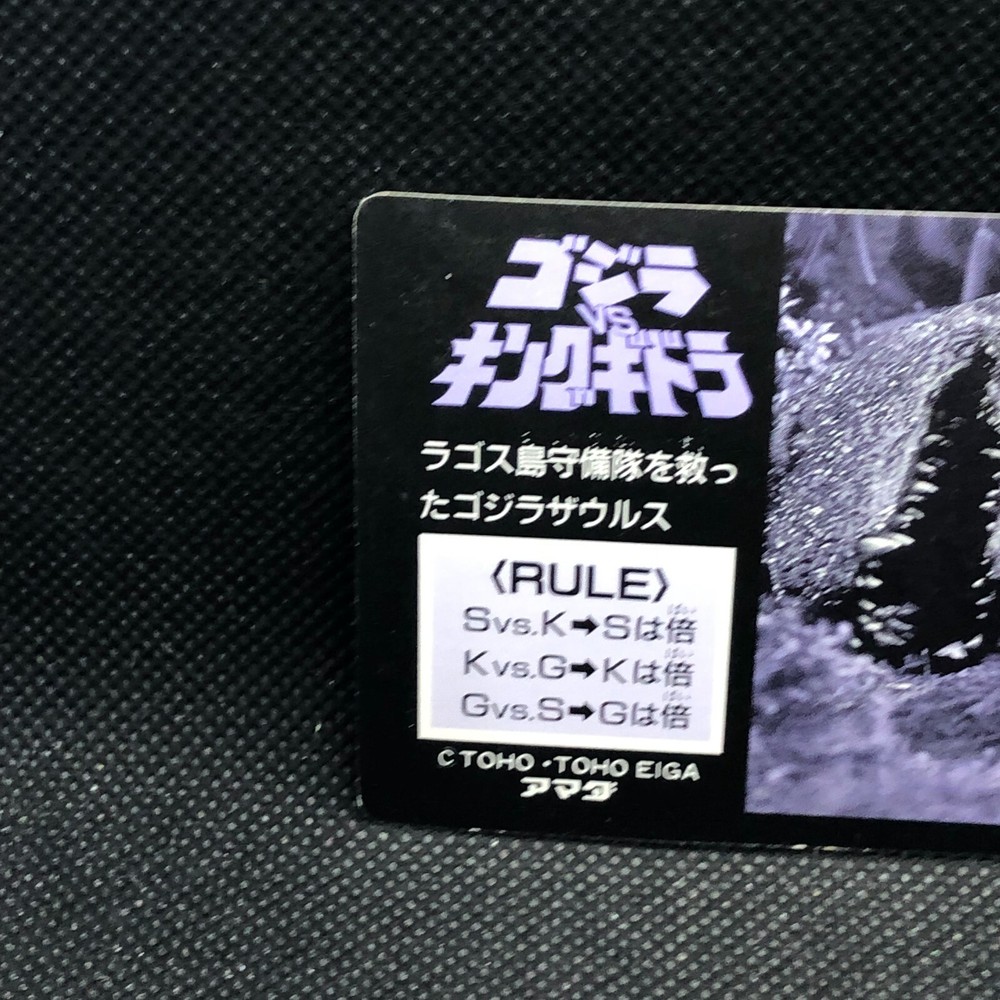 ゴジラ
VS
キングギドラ
ラゴス島守備隊を救っ
たゴジラザウルス
〈RULE〉
Svs.K➡Sは倍
Kvs.G➡Kは倍
Gvs.S➡Gは倍
©TOHO・TOHO EIGA
アマダ